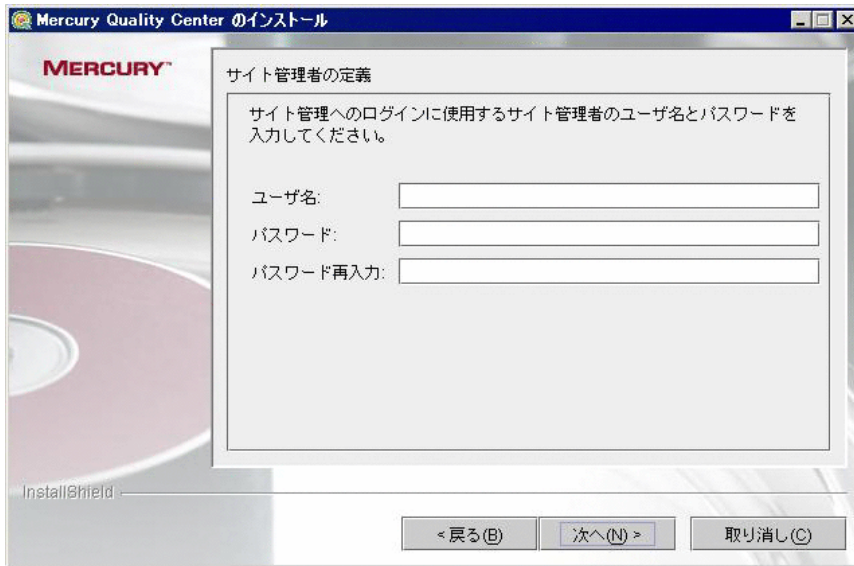 Mercury Quality Center のインストール
MERCURY™
サイト管理者の定義
サイト管理へのログインに使用するサイト管理者のユーザ名とパスワードを
入力してください。
ユーザ名:
パスワード:
パスワード再入力:
InstallShield
<戻る(B)
次へ(N) >
取り消し(C)